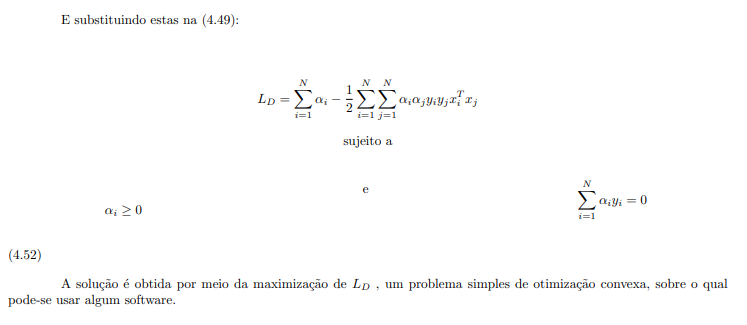 E substituindo estas na (4.49):
$L_D = \sum_{i=1}^{N} \alpha_i - \frac{1}{2} \sum_{i=1}^{N} \sum_{j=1}^{N} \alpha_i \alpha_j y_i y_j x_i^T x_j$
sujeito a
$\alpha_i \geq 0$ e $\sum_{i=1}^{N} \alpha_i y_i = 0$
(4.52)
A solução é obtida por meio da maximização de $L_D$ , um problema simples de otimização convexa, sobre o qual
pode-se usar algum software.